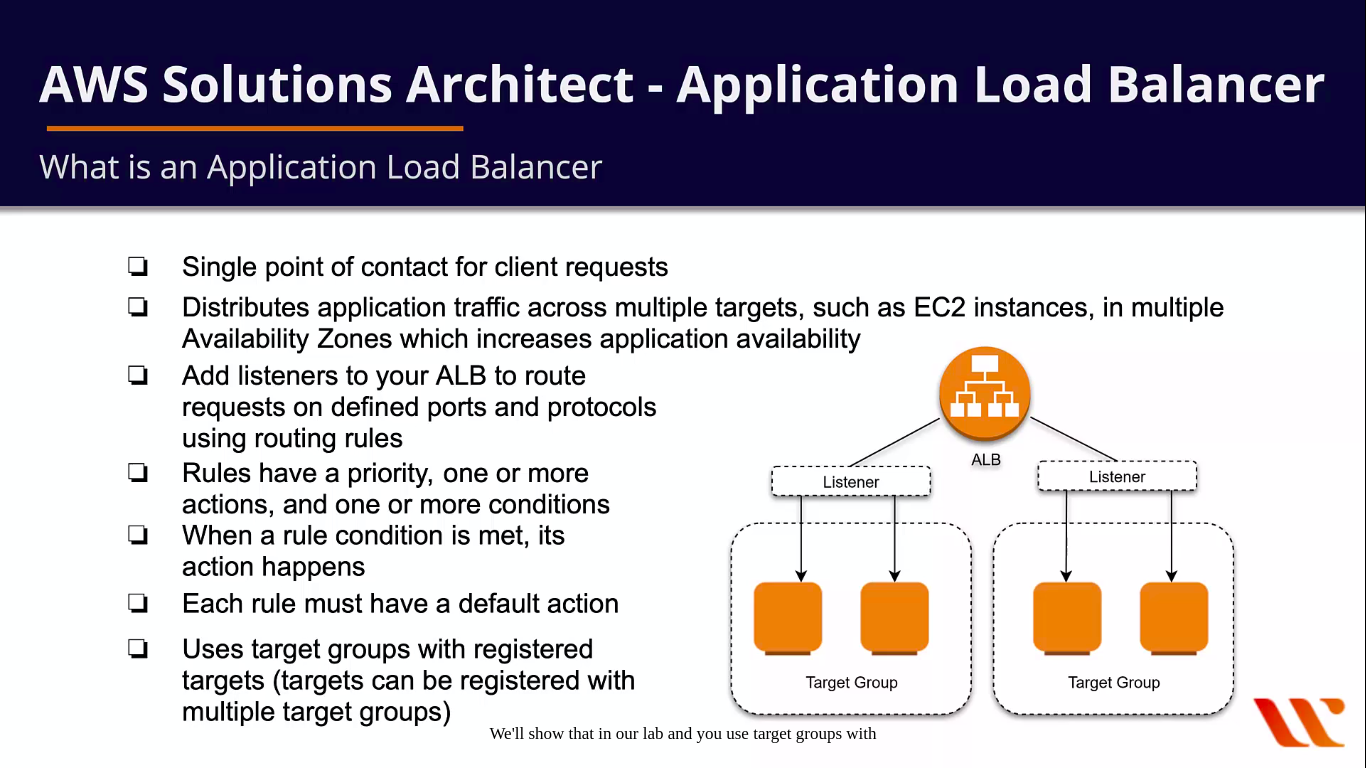 AWS Solutions Architect - Application Load Balancer
What is an Application Load Balancer
Single point of contact for client requests
Distributes application traffic across multiple targets, such as EC2 instances, in multiple
Availability Zones which increases application availability
Add listeners to your ALB to route
requests on defined ports and protocols
using routing rules
Rules have a priority, one or more
actions, and one or more conditions
When a rule condition is met, its
action happens
Each rule must have a default action
Uses target groups with registered
targets (targets can be registered with
multiple target groups)
ALB
Listener
Listener
Target Group
Target Group
We'll show that in our lab and you use target groups with